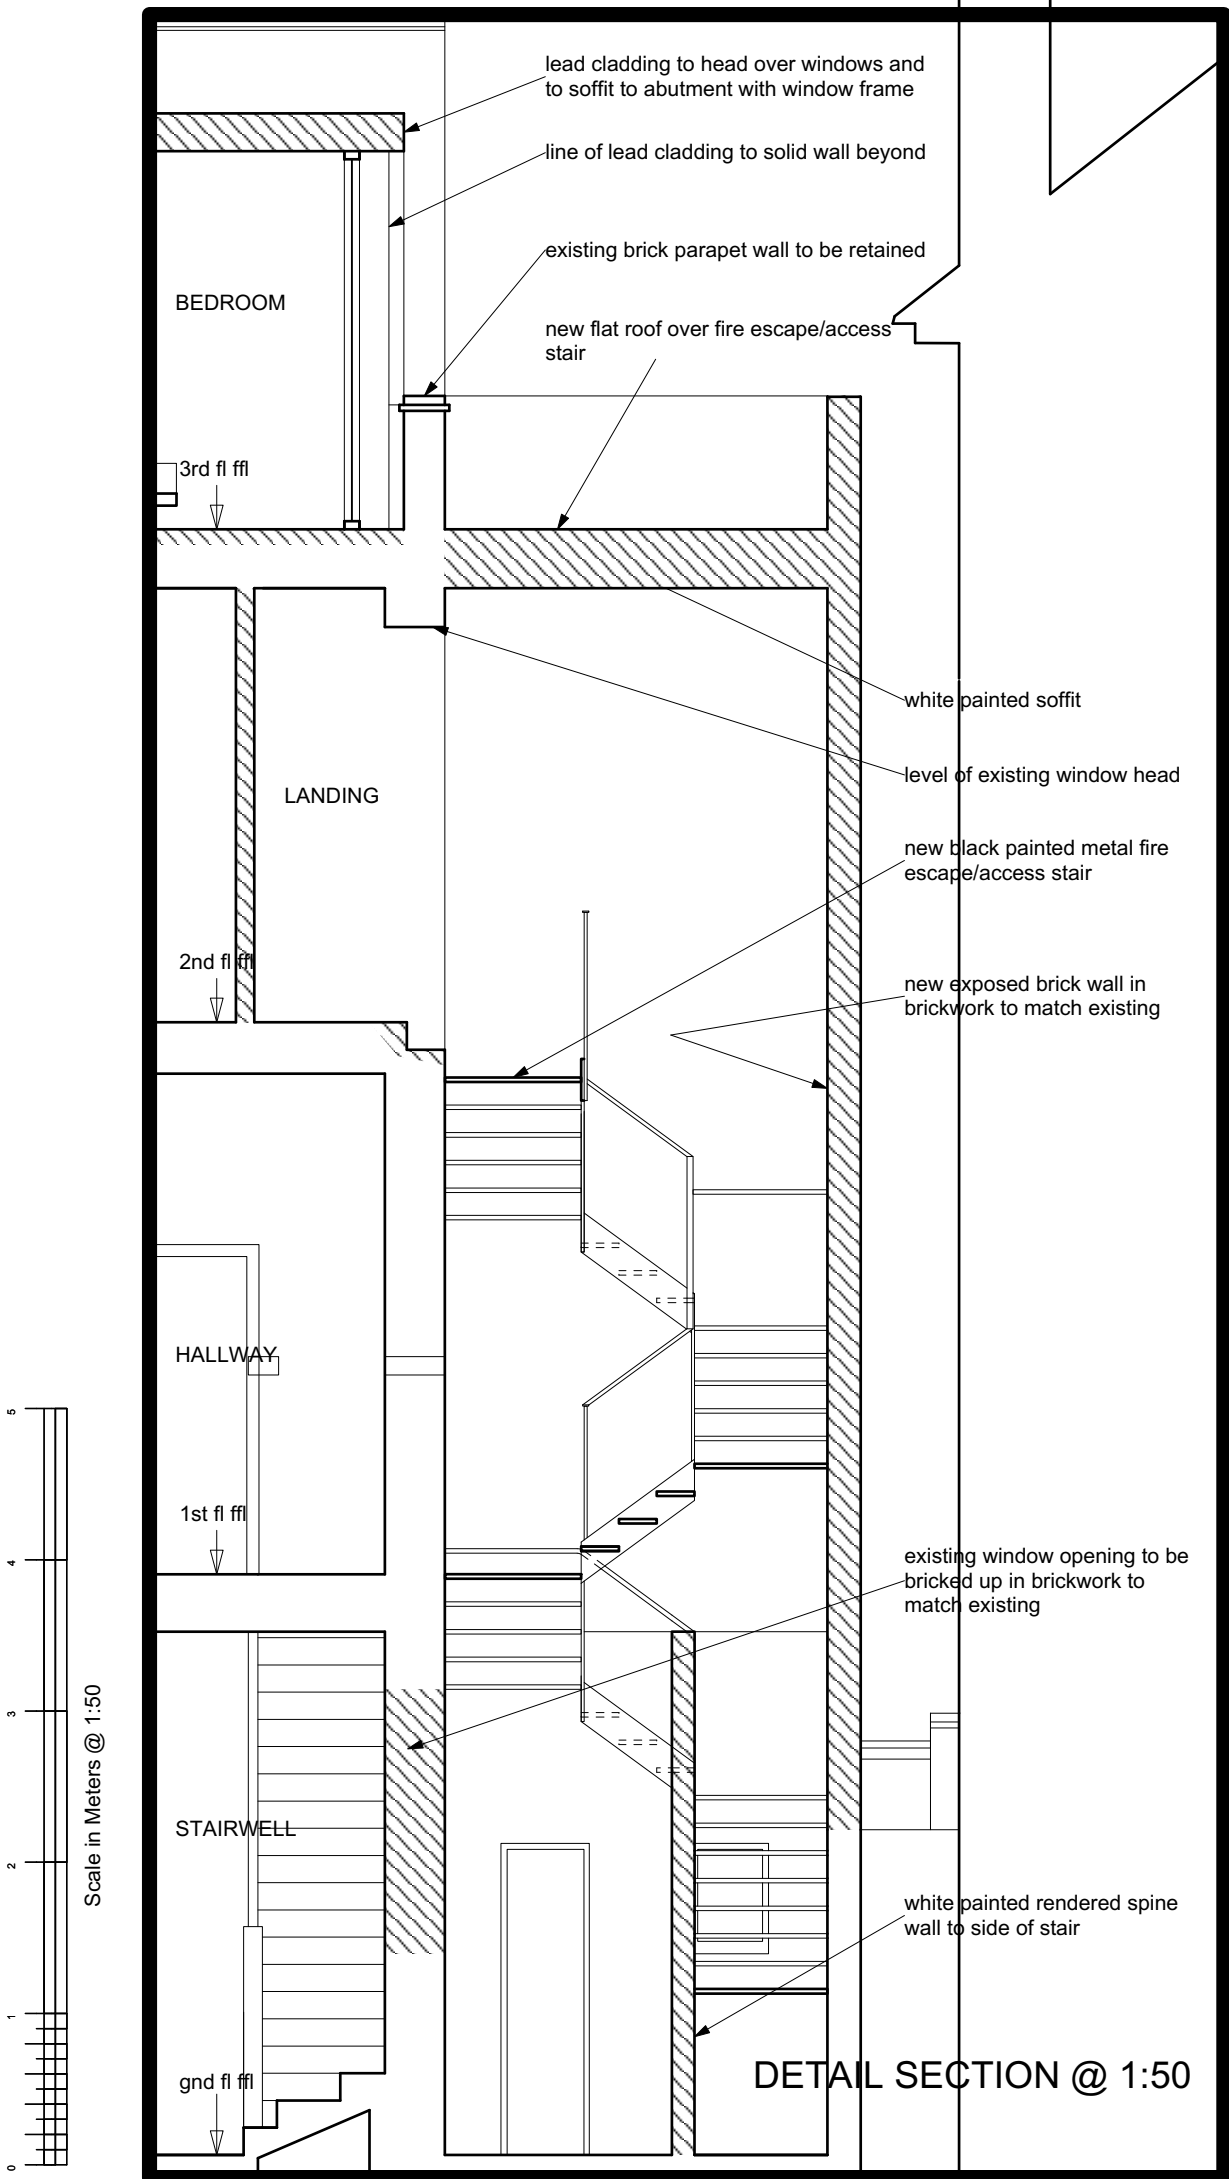 lead cladding to head over windows and
to soffit to abutment with window frame
line of lead cladding to solid wall beyond
existing brick parapet wall to be retained
BEDROOM
new flat roof over fire escape/access
stair
3rd fl ffl
white painted soffit
level of existing window head
LANDING
new black painted metal fire
escape/access stair
2nd fl ffl
new exposed brick wall in
brickwork to match existing
HALLWAY
1st fl ffl
existing window opening to be
bricked up in brickwork to
match existing
STAIRWELL
white painted rendered spine
wall to side of stair
gnd fl ffl
DETAIL SECTION @ 1:50
5
4
3
2
1
0
Scale in Meters @ 1:50